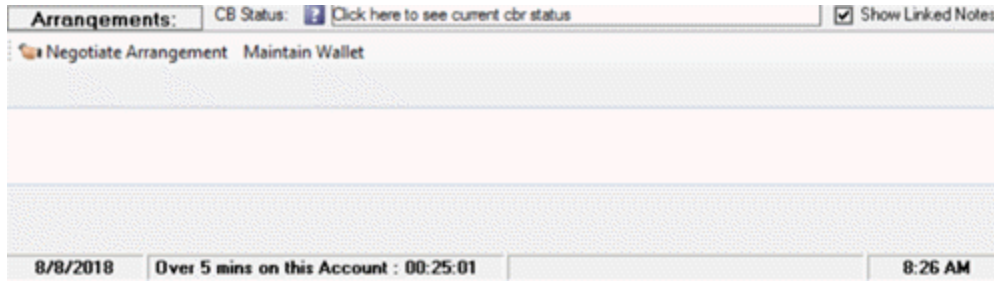 Arrangements: CB Status: ? Click here to see current cbr status Show Linked Notes
Negotiate Arrangement Maintain Wallet
8/8/2018 Over 5 mins on this Account : 00:25:01 8:26 AM